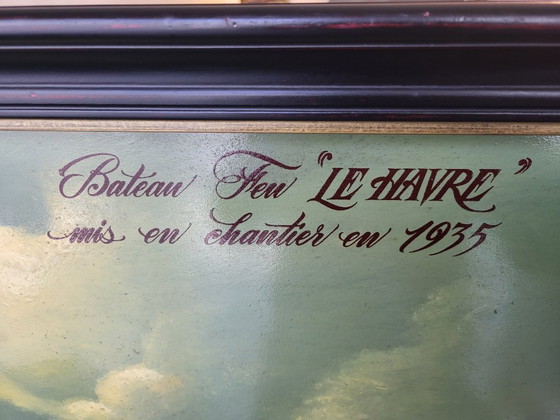 Bateau Feu "LE HAVRE"
mis en chantier en 1935